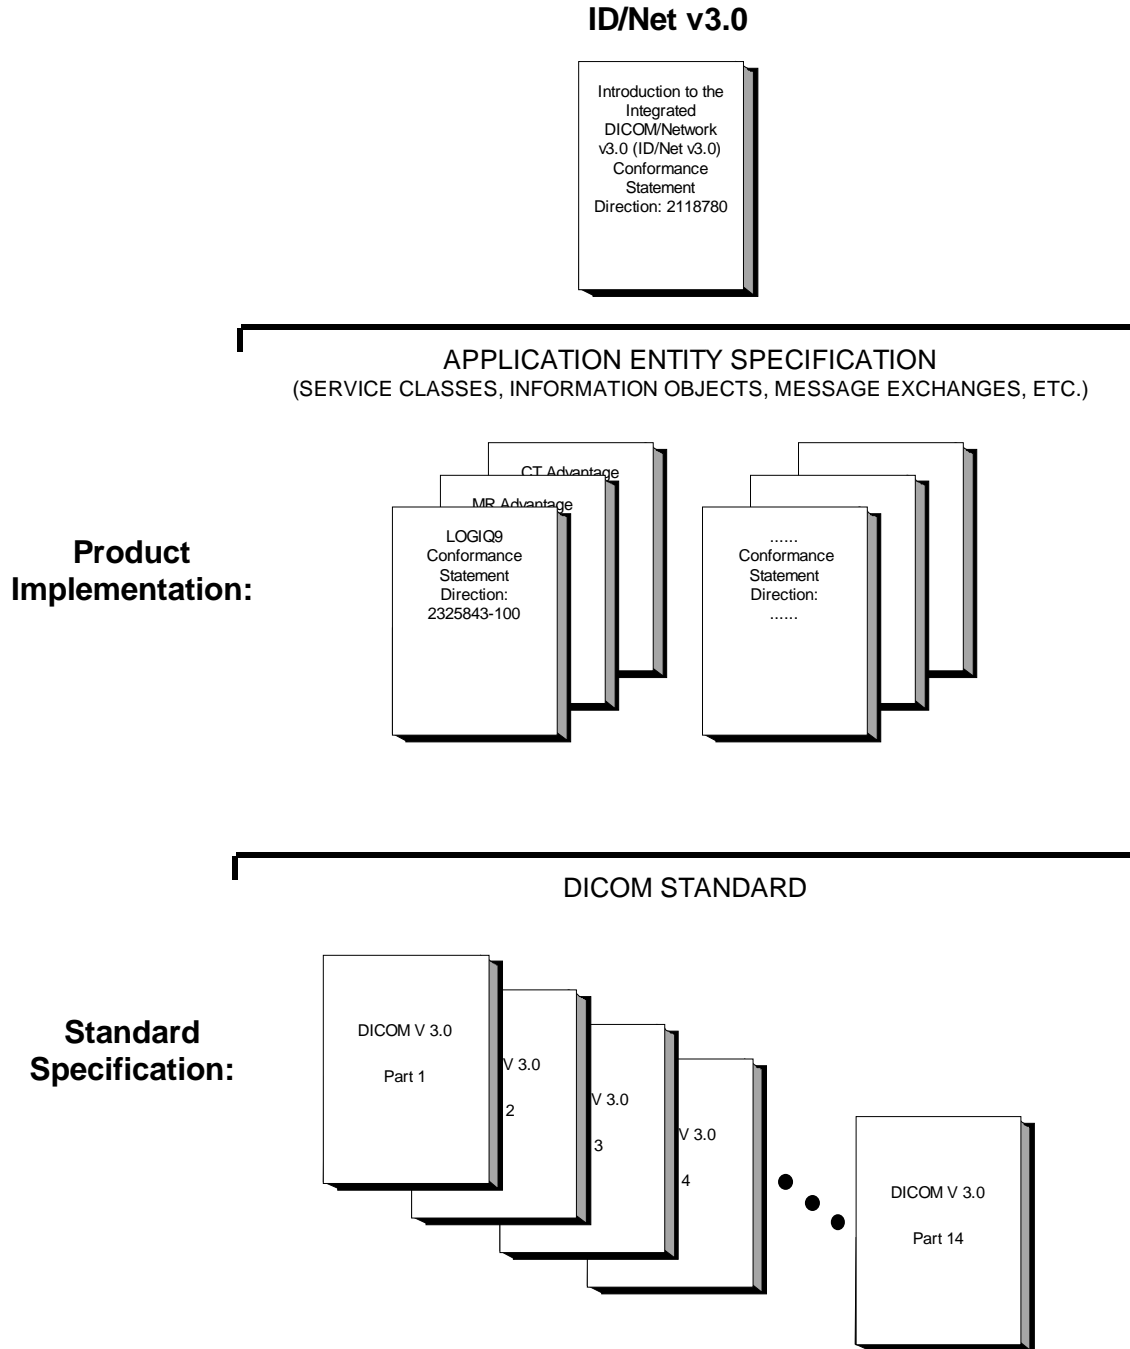 ID/Net v3.0
Introduction to the
Integrated
DICOM/Network
v3.0 (ID/Net v3.0)
Conformance
Statement
Direction: 2118780
APPLICATION ENTITY SPECIFICATION
(SERVICE CLASSES, INFORMATION OBJECTS, MESSAGE EXCHANGES, ETC.)
Product
Implementation:
CT Advantage
MR Advantage
LOGIQ9
Conformance
Statement
Direction:
2325843-100
......
Conformance
Statement
Direction:
......
DICOM STANDARD
Standard
Specification:
DICOM V 3.0
Part 1
V 3.0
2
V 3.0
3
V 3.0
4
DICOM V 3.0
Part 14